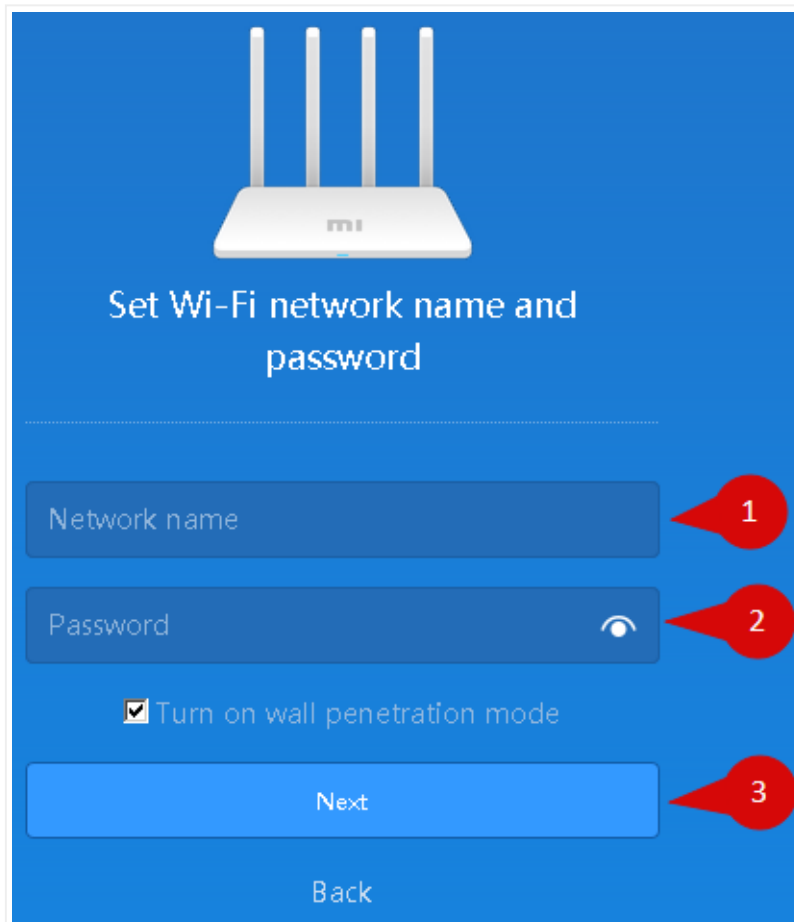 mi
Set Wi-Fi network name and
password
Network name
1
Password
2
Turn on wall penetration mode
Next
3
Back